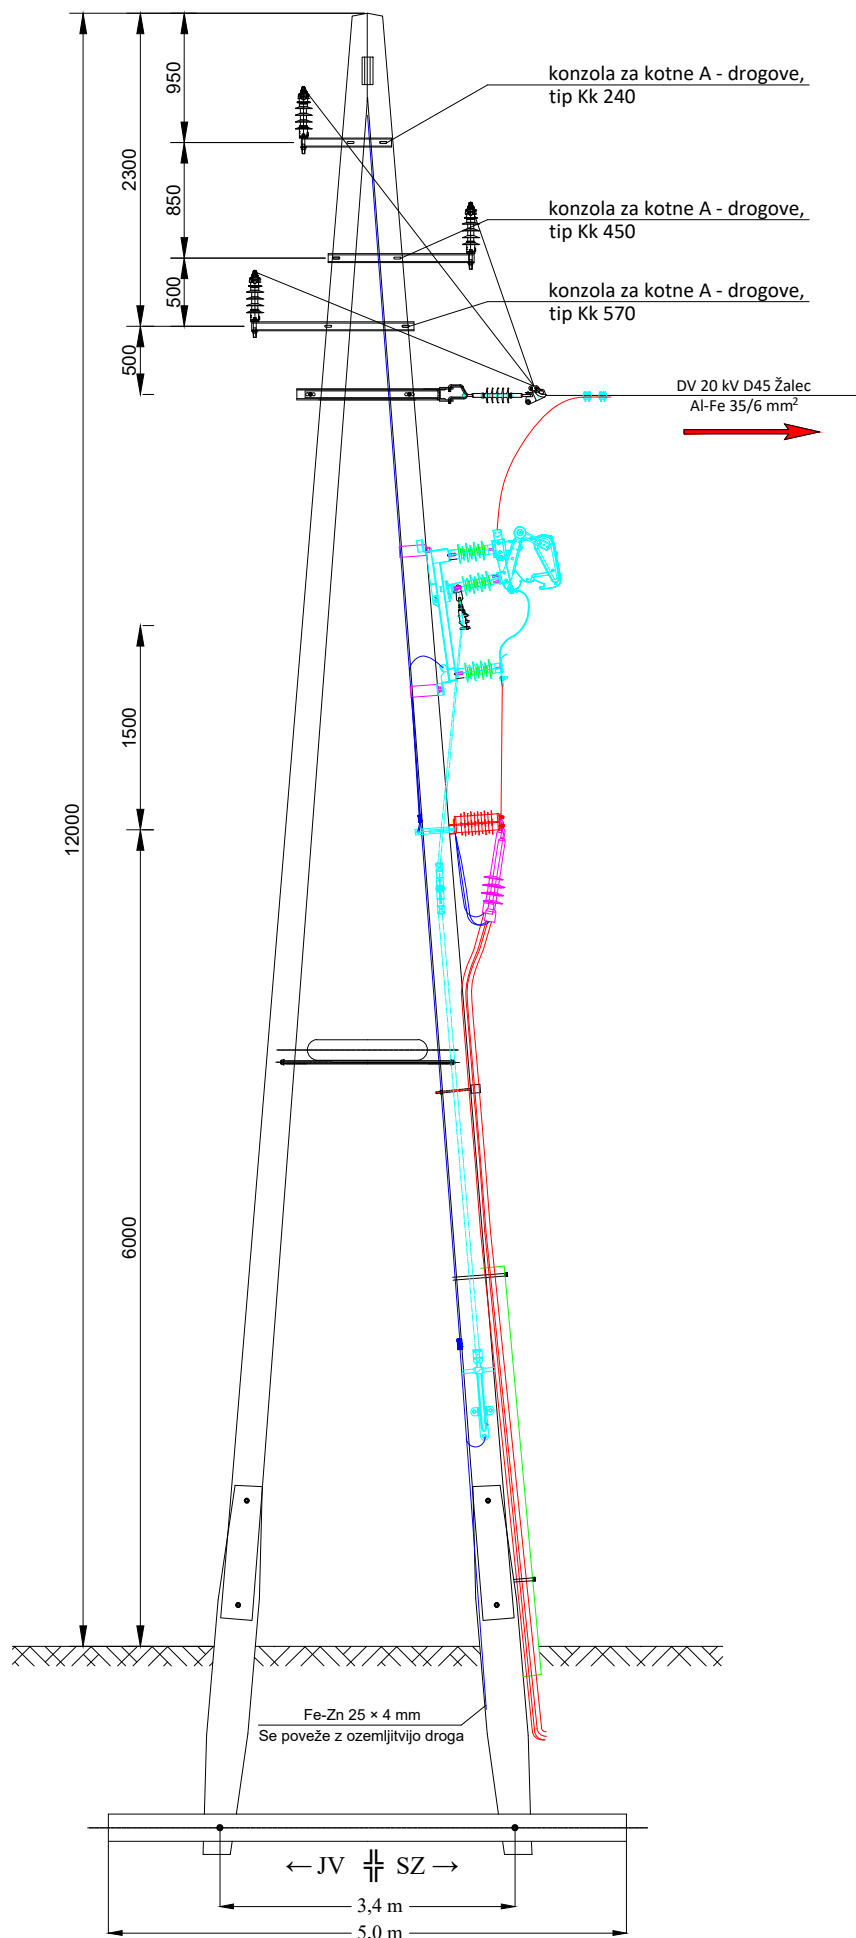 konzola za kotne A - drogove,
tip Kk 240
konzola za kotne A - drogove,
tip Kk 450
konzola za kotne A - drogove,
tip Kk 570
950
2300
850
500
500
DV 20 kV D45 Žalec
Al-Fe 35/6 mm²
1500
12000
6000
Fe-Zn 25 × 4 mm
Se poveže z ozemljitvijo droga
← JV ╬ SZ →
3,4 m
5,0 m